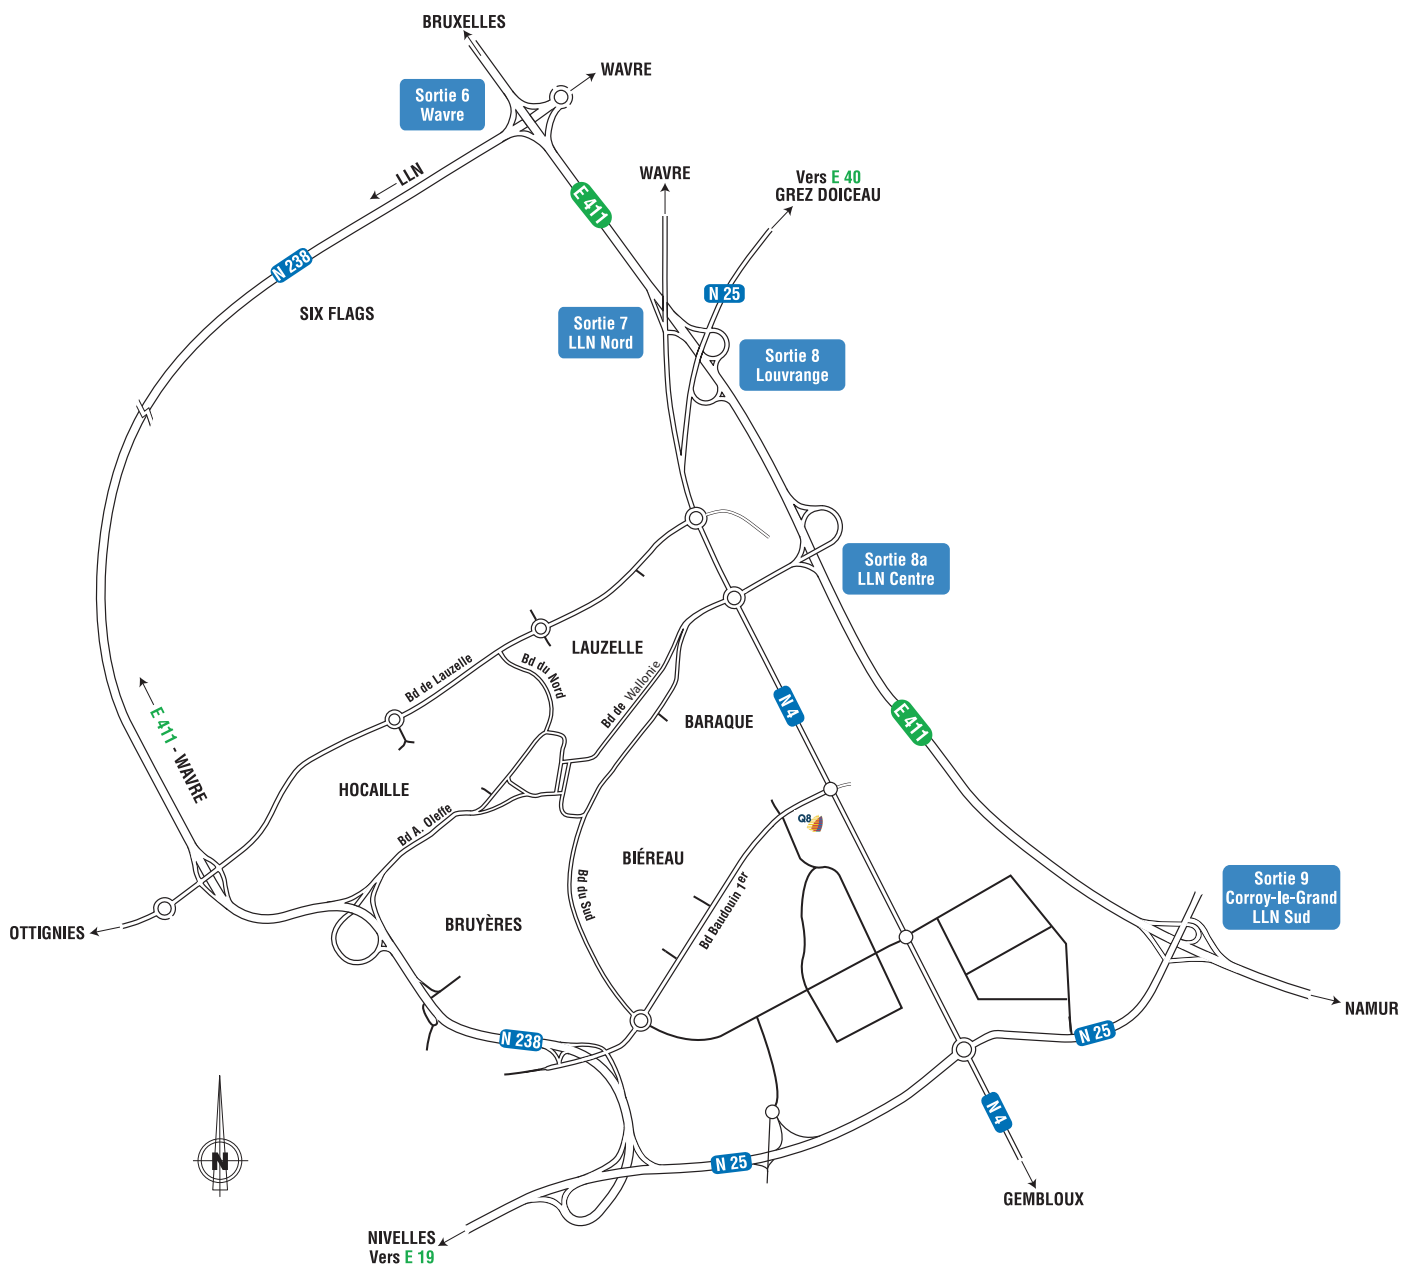 BRUXELLES
WAVRE
Sortie 6
Wavre
LLN
E 411
WAVRE
Vers E 40
GREZ DOICEAU
N 238
N 25
SIX FLAGS
Sortie 7
LLN Nord
Sortie 8
Louvrange
Sortie 8a
LLN Centre
LAUZELLE
Bd de Lauzelle
Bd du Nord
Bd de Wallonie
N 4
BARAQUE
E 411
E 411 - WAVRE
HOCAILLE
Bd A. Oleffe
Q8
BIÉREAU
Bd du Sud
Bd Baudouin 1er
Sortie 9
Corroy-le-Grand
LLN Sud
OTTIGNIES
BRUYÈRES
NAMUR
N 238
N 25
N 4
N
N 25
GEMBLOUX
NIVELLES
Vers E 19